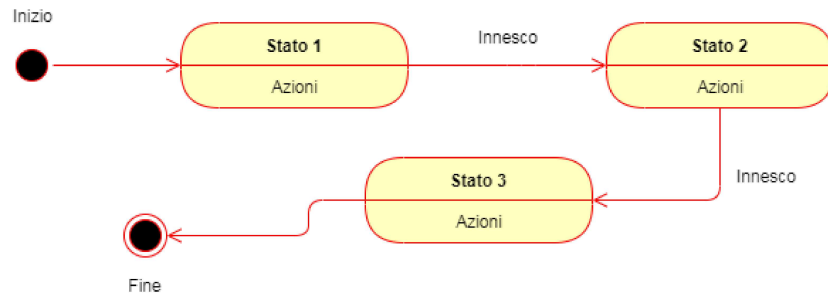 Inizio
Stato 1
Azioni
Innesco
Stato 2
Azioni
Innesco
Stato 3
Azioni
Fine